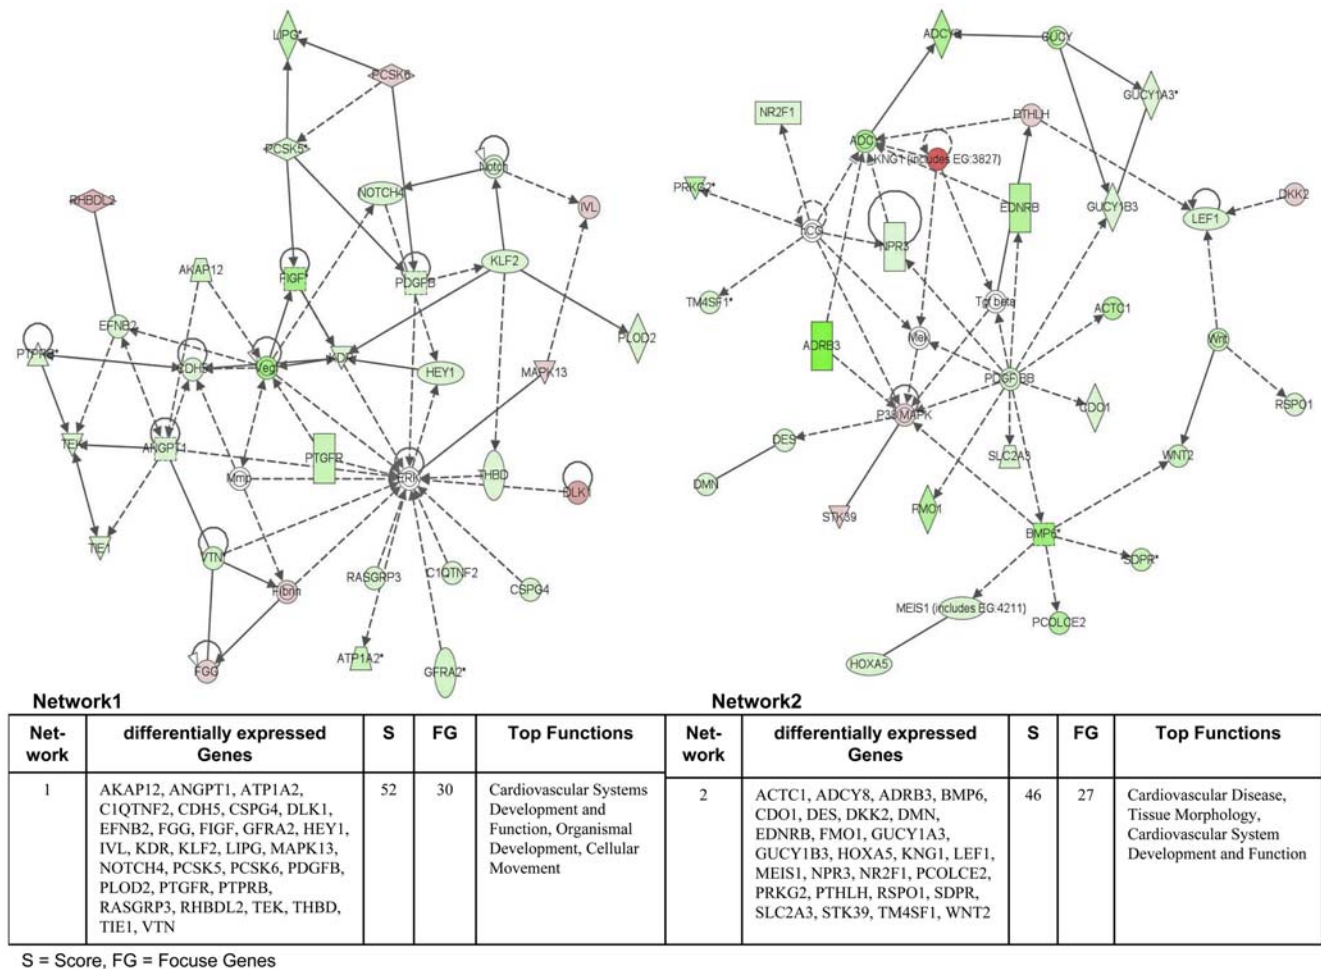 LIPG*
PCSK6
PCSK5*
Notch
NOTCH4
RHBDL2
IVL
KLF2
AKAP12
FIGF*
PDGFB
EFNB2
PLOD2
PTPRB*
CDH5
Vegf
KDR
HEY1
MAPK13
TEK
ANGPT1
PTGFR
Mmp
ERK
THBD
DLK1
TIE1
VTN*
Fibrin
RASGRP3
C1QTNF2
CSPG4
FGG
ATP1A2*
GFRA2*
ADCY8
GUCY
GUCY1A3*
NR2F1
PTHLH
ADC
KNG1 (includes EG:3827)
PRKG2*
EDNRB
GUCY1B3
DKK2
LEF1
hCG
NPR3
TM4SF1*
Tgf beta
ACTC1
ADRB3
Mek
Wnt
PDGF BB
P38 MAPK
CDO1
RSPO1
DES
SLC2A3
WNT2
DMN
STK39
FMO1
BMP6*
SDPR*
MEIS1 (includes EG:4211)
PCOLCE2
HOXA5
Network1
Net-
work
differentially expressed
Genes
S
FG
Top Functions
1
AKAP12, ANGPT1, ATP1A2,
C1QTNF2, CDH5, CSPG4, DLK1,
EFNB2, FGG, FIGF, GFRA2, HEY1,
IVL, KDR, KLF2, LIPG, MAPK13,
NOTCH4, PCSK5, PCSK6, PDGFB,
PLOD2, PTGFR, PTPRB,
RASGRP3, RHBDL2, TEK, THBD,
TIE1, VTN
52
30
Cardiovascular Systems
Development and
Function, Organismal
Development, Cellular
Movement
Network2
Net-
work
differentially expressed
Genes
S
FG
Top Functions
2
ACTC1, ADCY8, ADRB3, BMP6,
CDO1, DES, DKK2, DMN,
EDNRB, FMO1, GUCY1A3,
GUCY1B3, HOXA5, KNG1, LEF1,
MEIS1, NPR3, NR2F1, PCOLCE2,
PRKG2, PTHLH, RSPO1, SDPR,
SLC2A3, STK39, TM4SF1, WNT2
46
27
Cardiovascular Disease,
Tissue Morphology,
Cardiovascular System
Development and Function
S = Score, FG = Focuse Genes